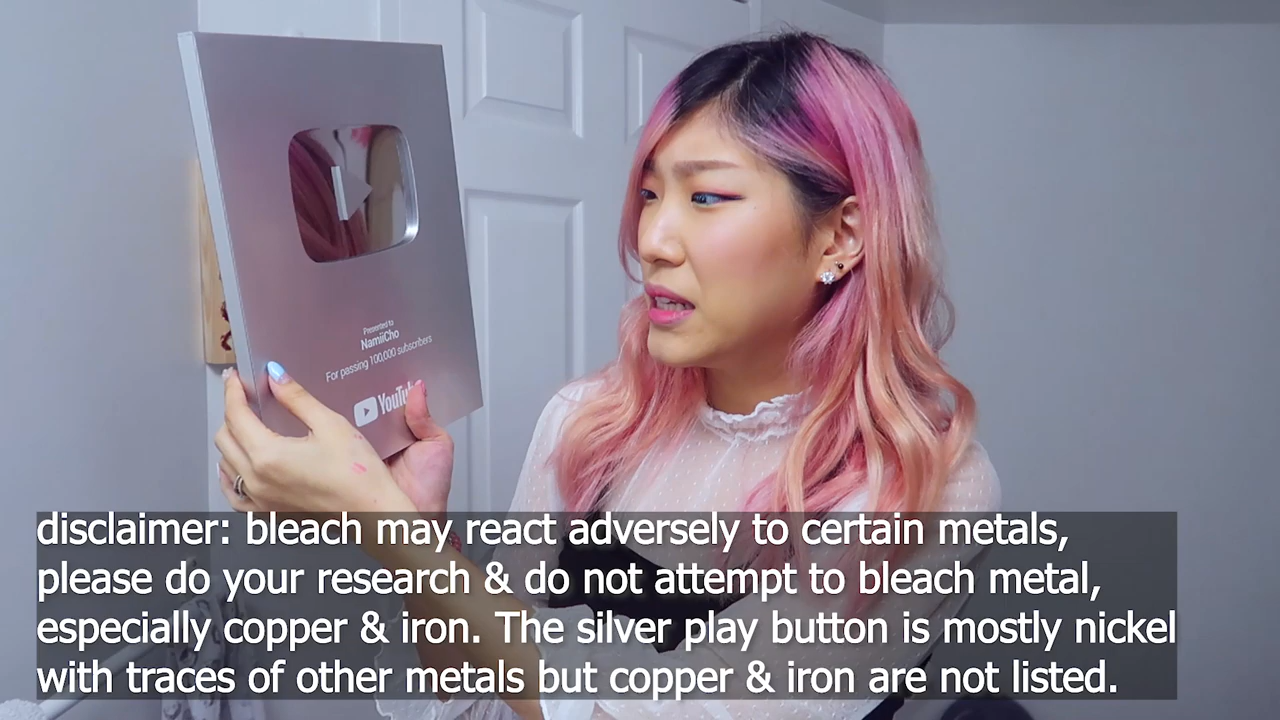 Presented to
NamiiCho
For passing 100,000 subscribers
YouTube
disclaimer: bleach may react adversely to certain metals,
please do your research & do not attempt to bleach metal,
especially copper & iron. The silver play button is mostly nickel
with traces of other metals but copper & iron are not listed.